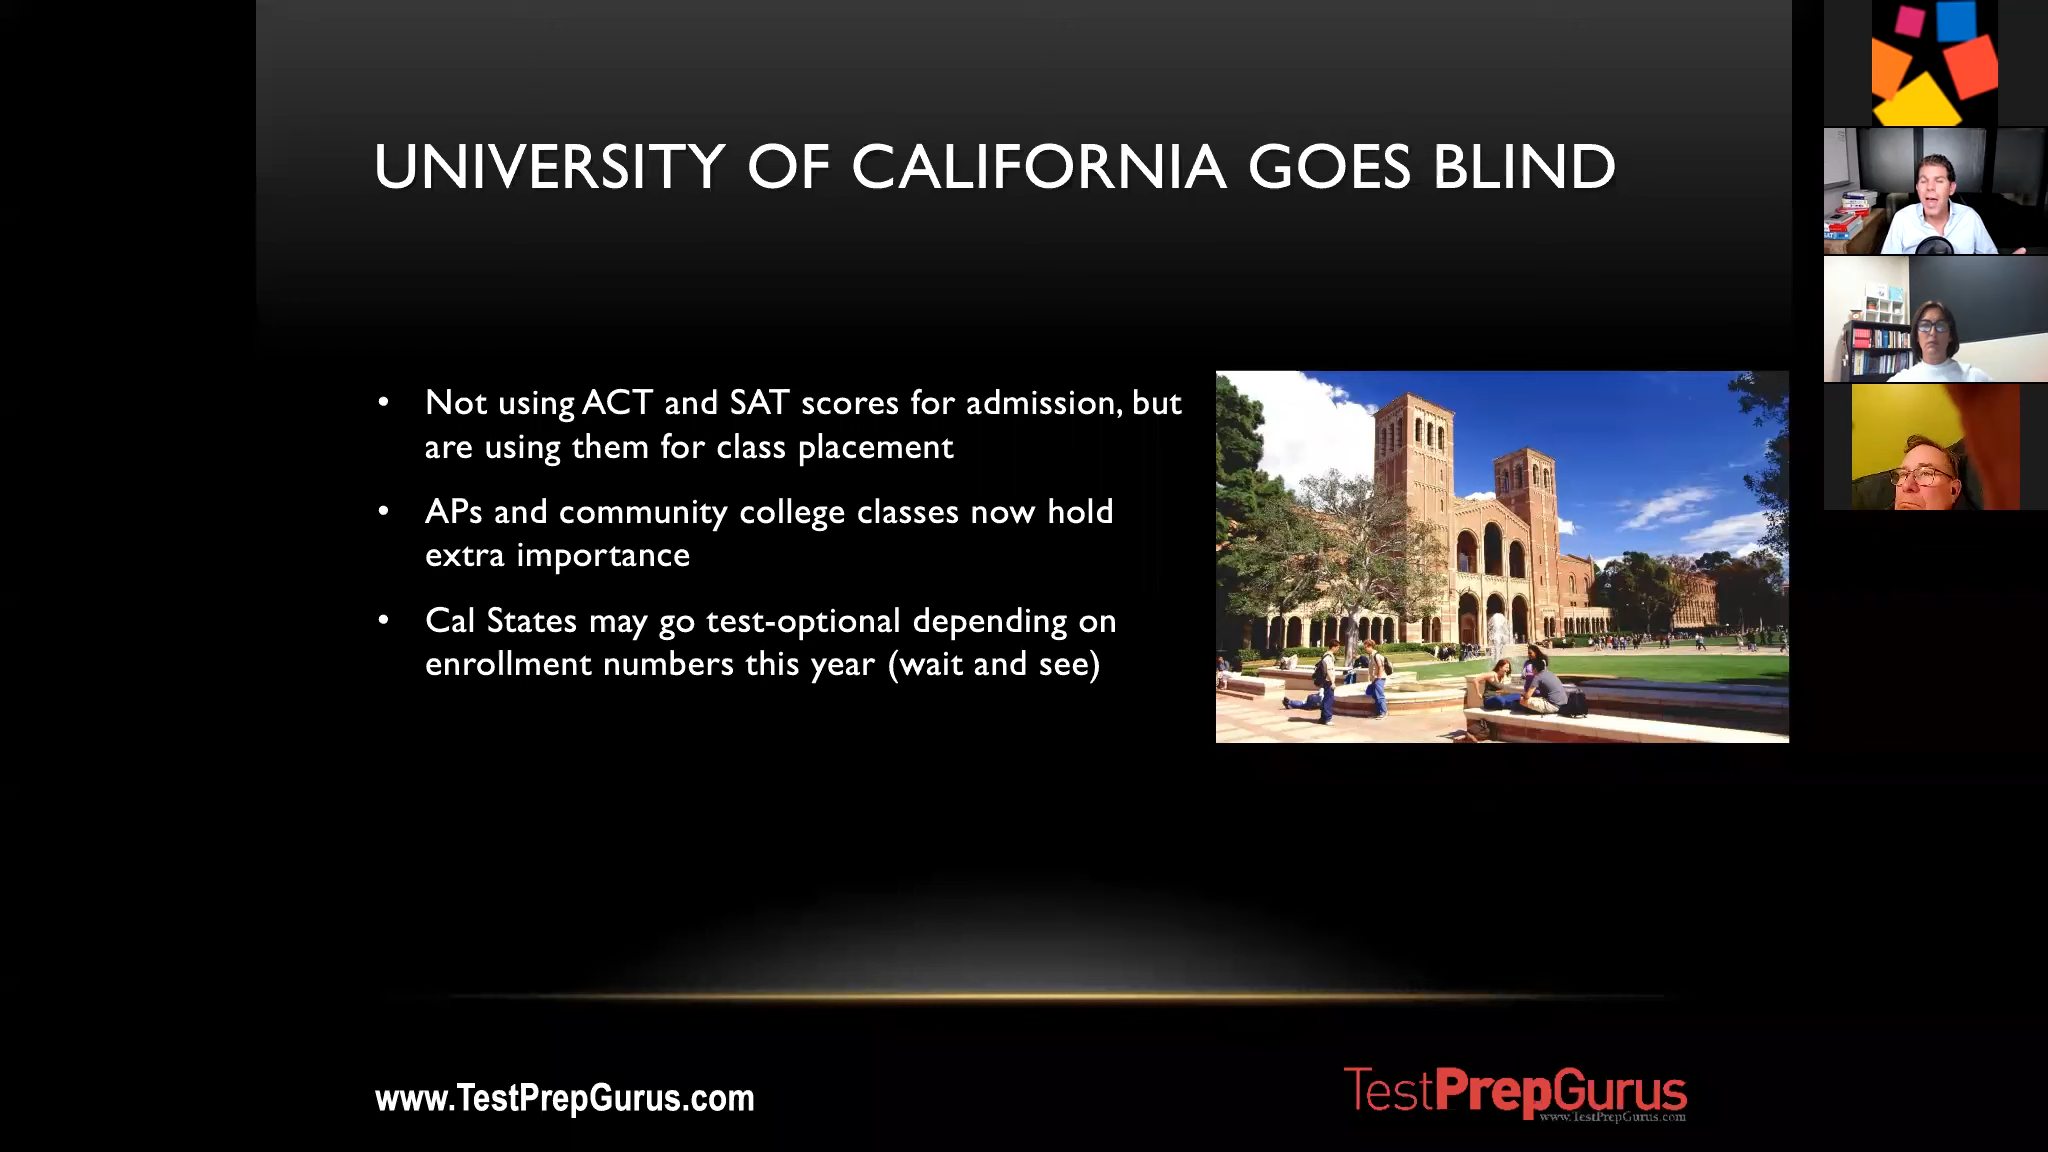 UNIVERSITY OF CALIFORNIA GOES BLIND
• Not using ACT and SAT scores for admission, but
are using them for class placement
• APs and community college classes now hold
extra importance
• Cal States may go test-optional depending on
enrollment numbers this year (wait and see)
www.TestPrepGurus.com
TestPrepGurus
www.TestPrepGurus.com